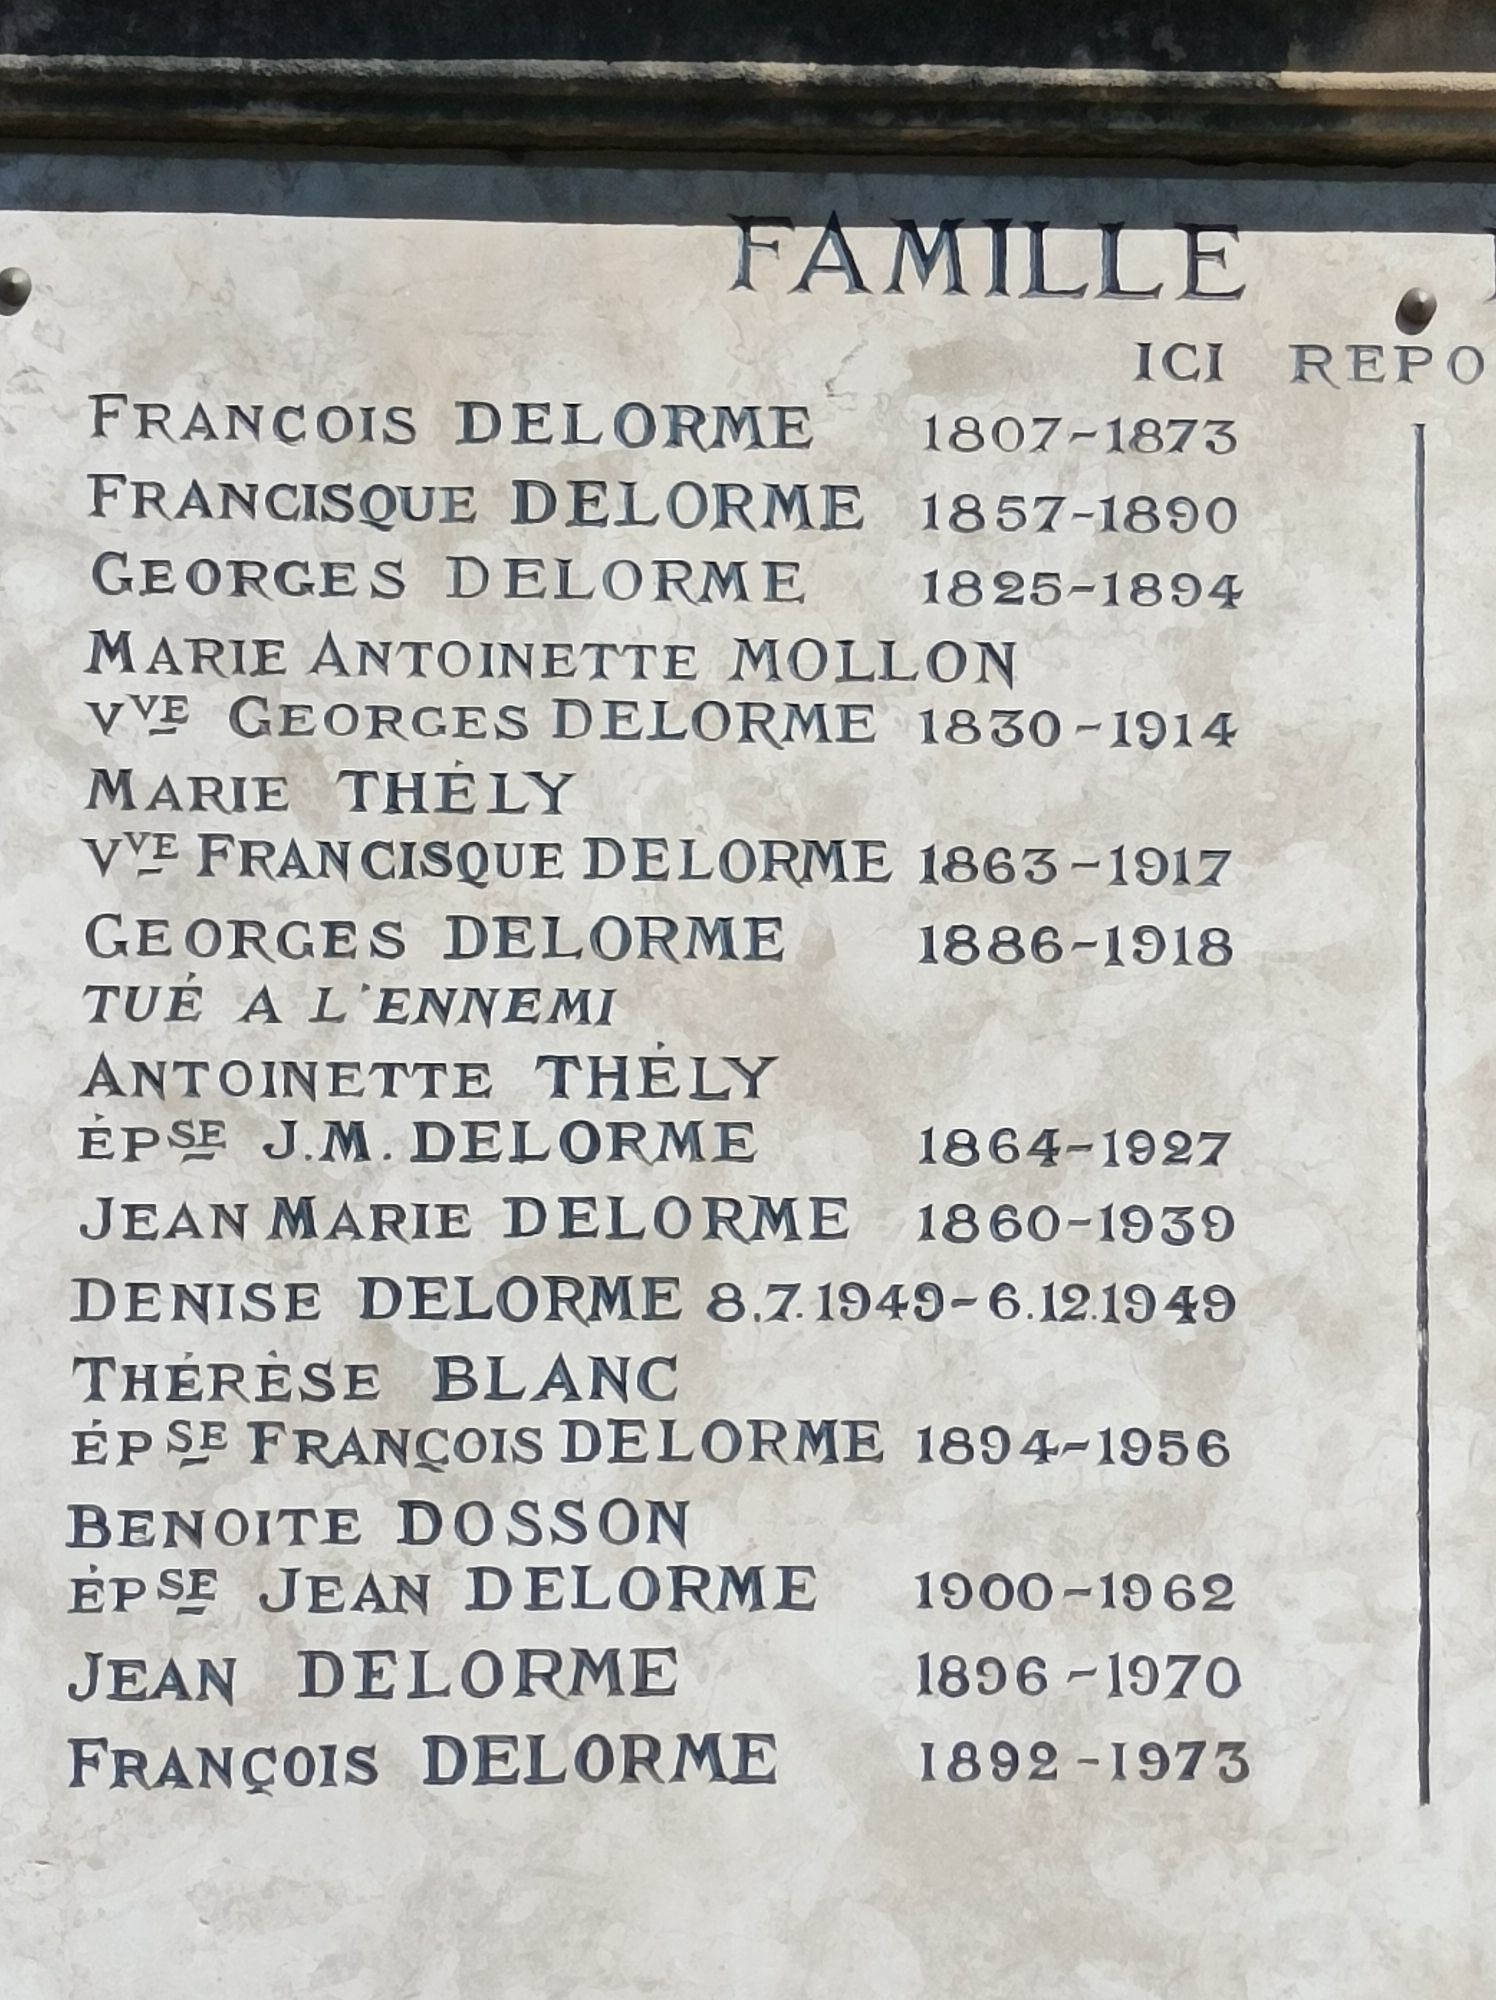 FAMILLE
ICI REPO
FRANCOIS DELORME 1807-1873
FRANCISQUE DELORME 1857-1890
GEORGES DELORME 1825-1894
MARIE ANTOINETTE MOLLON
VVE GEORGES DELORME 1830-1914
MARIE THÉLY
VVE FRANCISQUE DELORME 1863-1917
GEORGES DELORME 1886-1918
TUÉ A L'ENNEMI
ANTOINETTE THÉLY
ÉPSE J.M. DELORME 1864-1927
JEAN MARIE DELORME 1860-1939
DENISE DELORME 8.7.1949-6.12.1949
THÉRÈSE BLANC
ÉPSE FRANÇOIS DELORME 1894-1956
BENOITE DOSSON
ÉPSE JEAN DELORME 1900-1962
JEAN DELORME 1896-1970
FRANÇOIS DELORME 1892-1973